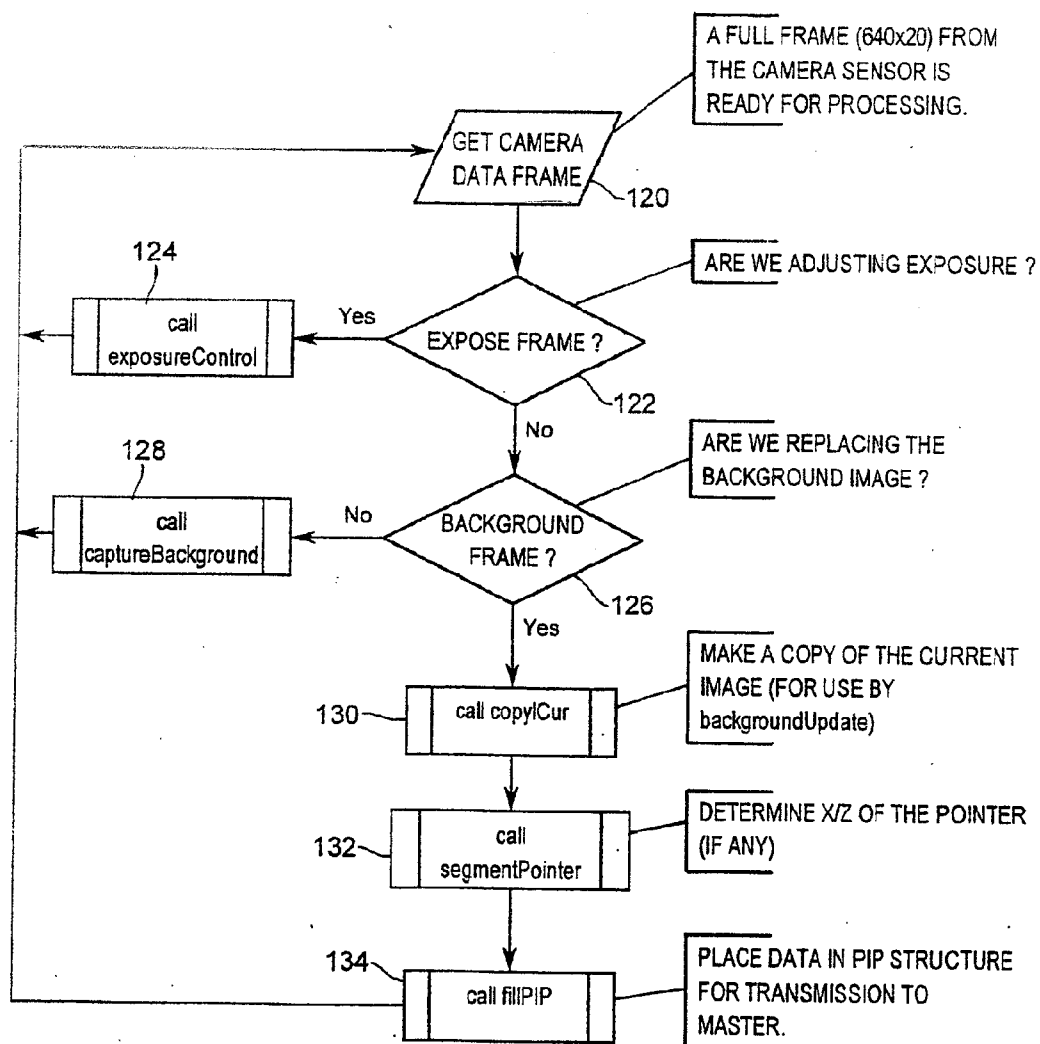 A FULL FRAME (640x20) FROM
THE CAMERA SENSOR IS
READY FOR PROCESSING.
GET CAMERA
DATA FRAME
120
124
ARE WE ADJUSTING EXPOSURE ?
call
exposureControl
Yes
EXPOSE FRAME ?
122
No
128
ARE WE REPLACING THE
BACKGROUND IMAGE ?
call
captureBackground
No
BACKGROUND
FRAME ?
126
Yes
MAKE A COPY OF THE CURRENT
IMAGE (FOR USE BY
backgroundUpdate)
130
call copyICur
DETERMINE X/Z OF THE POINTER
(IF ANY)
132
call
segmentPointer
134
call fillPIP
PLACE DATA IN PIP STRUCTURE
FOR TRANSMISSION TO
MASTER.